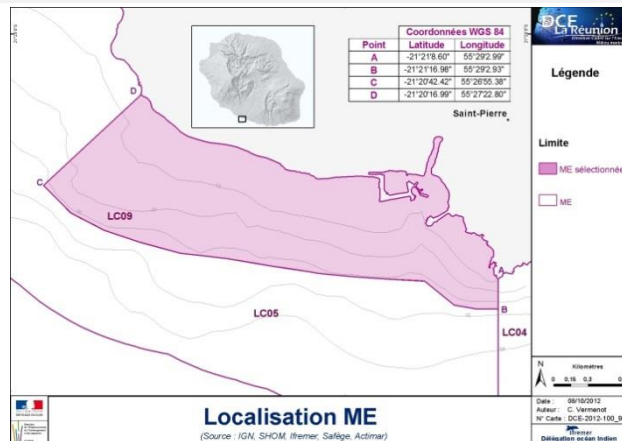 Coordonnées WGS 84
Point Latitude Longitude
A -21°21'8.60" 55°29'2.99"
B -21°21'16.98" 55°29'2.93"
C -21°20'42.42" 55°26'55.38"
D -21°20'16.99" 55°27'22.80"
Saint-Pierre
D
C
LC09
A
B
LC05
LC04
DCE
La Réunion
Légende
Limite
ME sélectionnée
ME
N
Kilomètres
0 0,15 0,3
Date : 08/10/2012
Auteur : C. Vermenot
N° Carte : DCE-2012-100_9
Ifremer
Délégation océan Indien
Localisation ME
(Source : IGN, SHOM, Ifremer, Safège, Actimar)